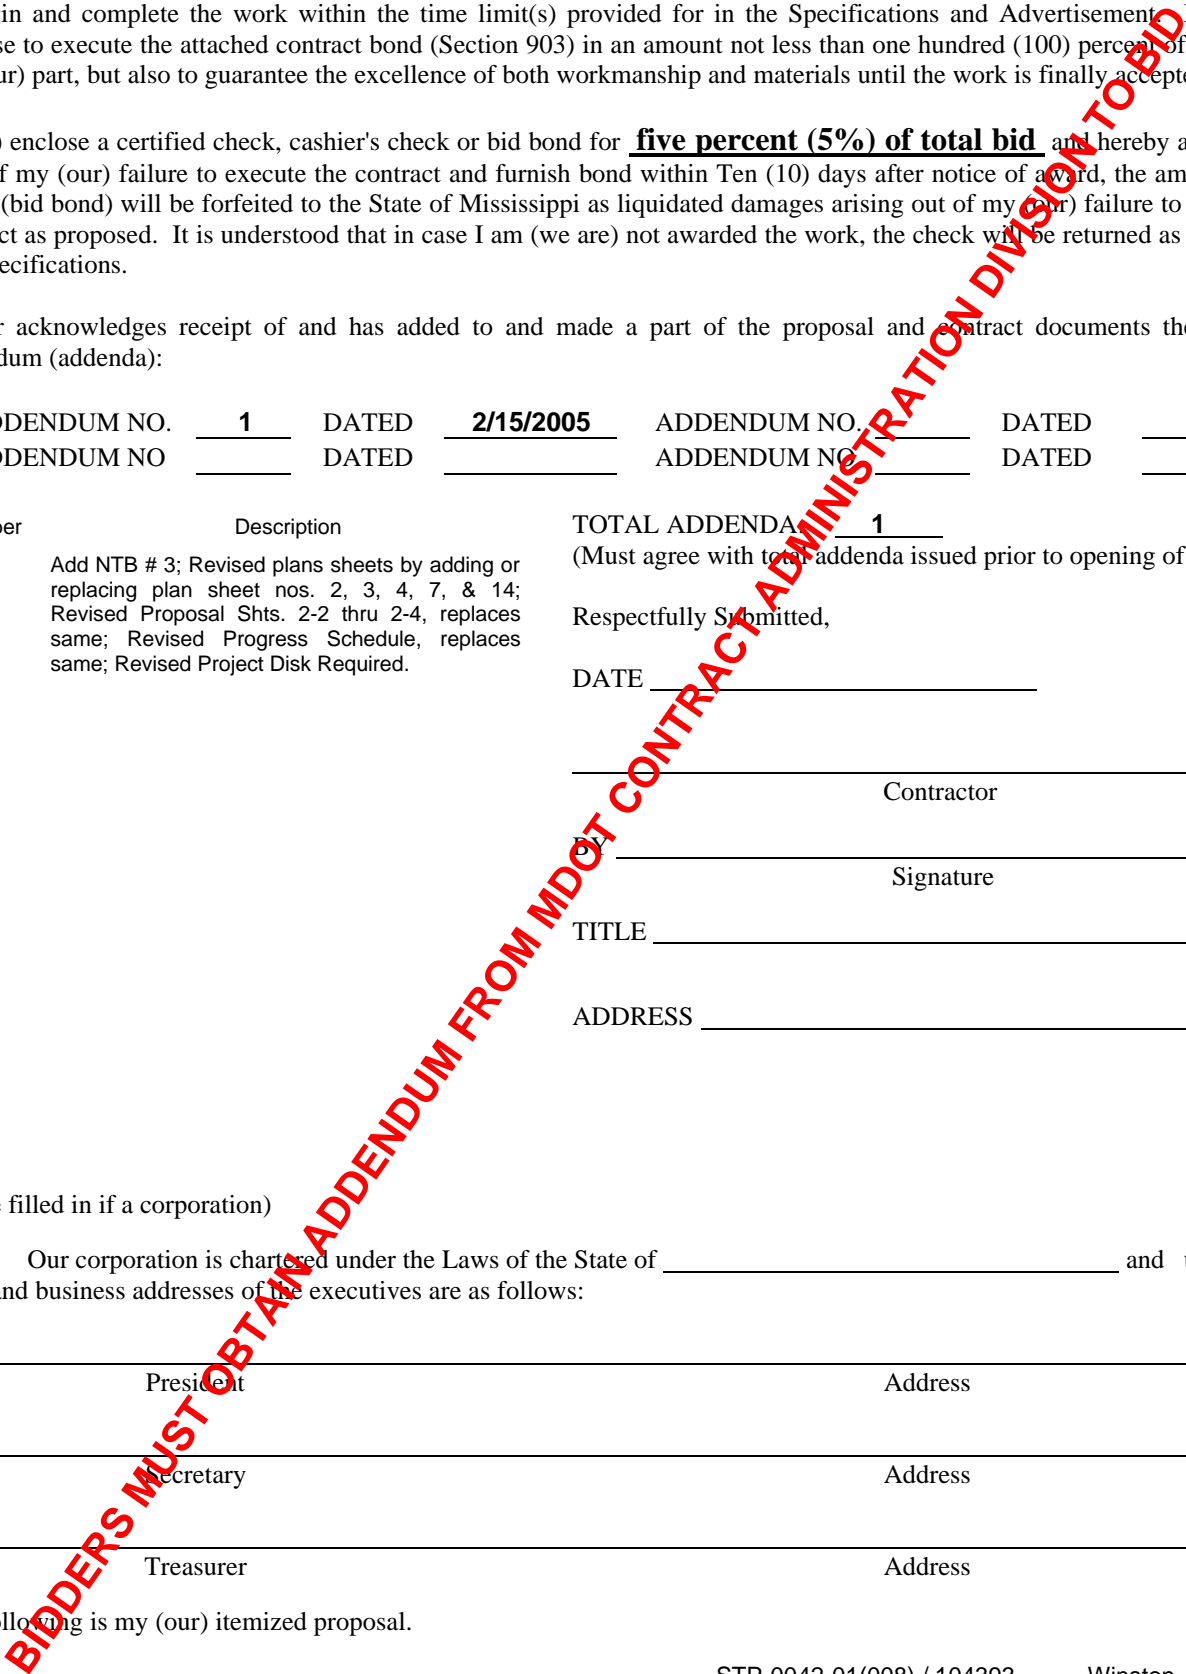 in and complete the work within the time limit(s) provided for in the Specifications and Advertisement.
se to execute the attached contract bond (Section 903) in an amount not less than one hundred (100) percent of
ur) part, but also to guarantee the excellence of both workmanship and materials until the work is finally accepte
) enclose a certified check, cashier's check or bid bond for five percent (5%) of total bid and hereby a
f my (our) failure to execute the contract and furnish bond within Ten (10) days after notice of award, the am
(bid bond) will be forfeited to the State of Mississippi as liquidated damages arising out of my (our) failure to
ct as proposed. It is understood that in case I am (we are) not awarded the work, the check will be returned as
ecifications.
r acknowledges receipt of and has added to and made a part of the proposal and contract documents the
dum (addenda):
DDENDUM NO. 1 DATED 2/15/2005 ADDENDUM NO. DATED
DDENDUM NO DATED ADDENDUM NO DATED
ber Description
Add NTB # 3; Revised plans sheets by adding or
replacing plan sheet nos. 2, 3, 4, 7, & 14;
Revised Proposal Shts. 2-2 thru 2-4, replaces
same; Revised Progress Schedule, replaces
same; Revised Project Disk Required.
TOTAL ADDENDA: 1
(Must agree with total addenda issued prior to opening of
Respectfully Submitted,
DATE
Contractor
BY
Signature
TITLE
ADDRESS
e filled in if a corporation)
Our corporation is chartered under the Laws of the State of and t
and business addresses of the executives are as follows:
President Address
Secretary Address
Treasurer Address
ollowing is my (our) itemized proposal.
STP-0042-01(008) / 104393 Winston
BIDDERS MUST OBTAIN ADDENDUM FROM MDOT CONTRACT ADMINISTRATION DIVISION TO BID